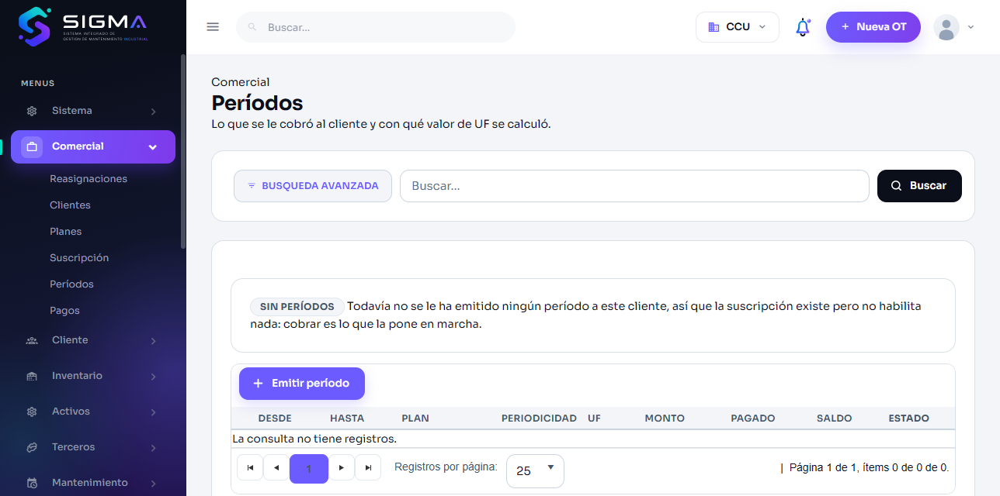 SIGMA
SISTEMA INTEGRADO DE
GESTIÓN DE MANTENIMIENTO INDUSTRIAL
Buscar...
CCU
+ Nueva OT
MENUS
Sistema
Comercial
Reasignaciones
Clientes
Planes
Suscripción
Períodos
Pagos
Cliente
Inventario
Activos
Terceros
Mantenimiento
Comercial
Períodos
Lo que se le cobró al cliente y con qué valor de UF se calculó.
BUSQUEDA AVANZADA
Buscar...
Buscar
SIN PERÍODOS Todavía no se le ha emitido ningún período a este cliente, así que la suscripción existe pero no habilita
nada: cobrar es lo que la pone en marcha.
+ Emitir período
DESDE HASTA PLAN PERIODICIDAD UF MONTO PAGADO SALDO ESTADO
La consulta no tiene registros.
1 Registros por página: 25 | Página 1 de 1, ítems 0 de 0 de 0.